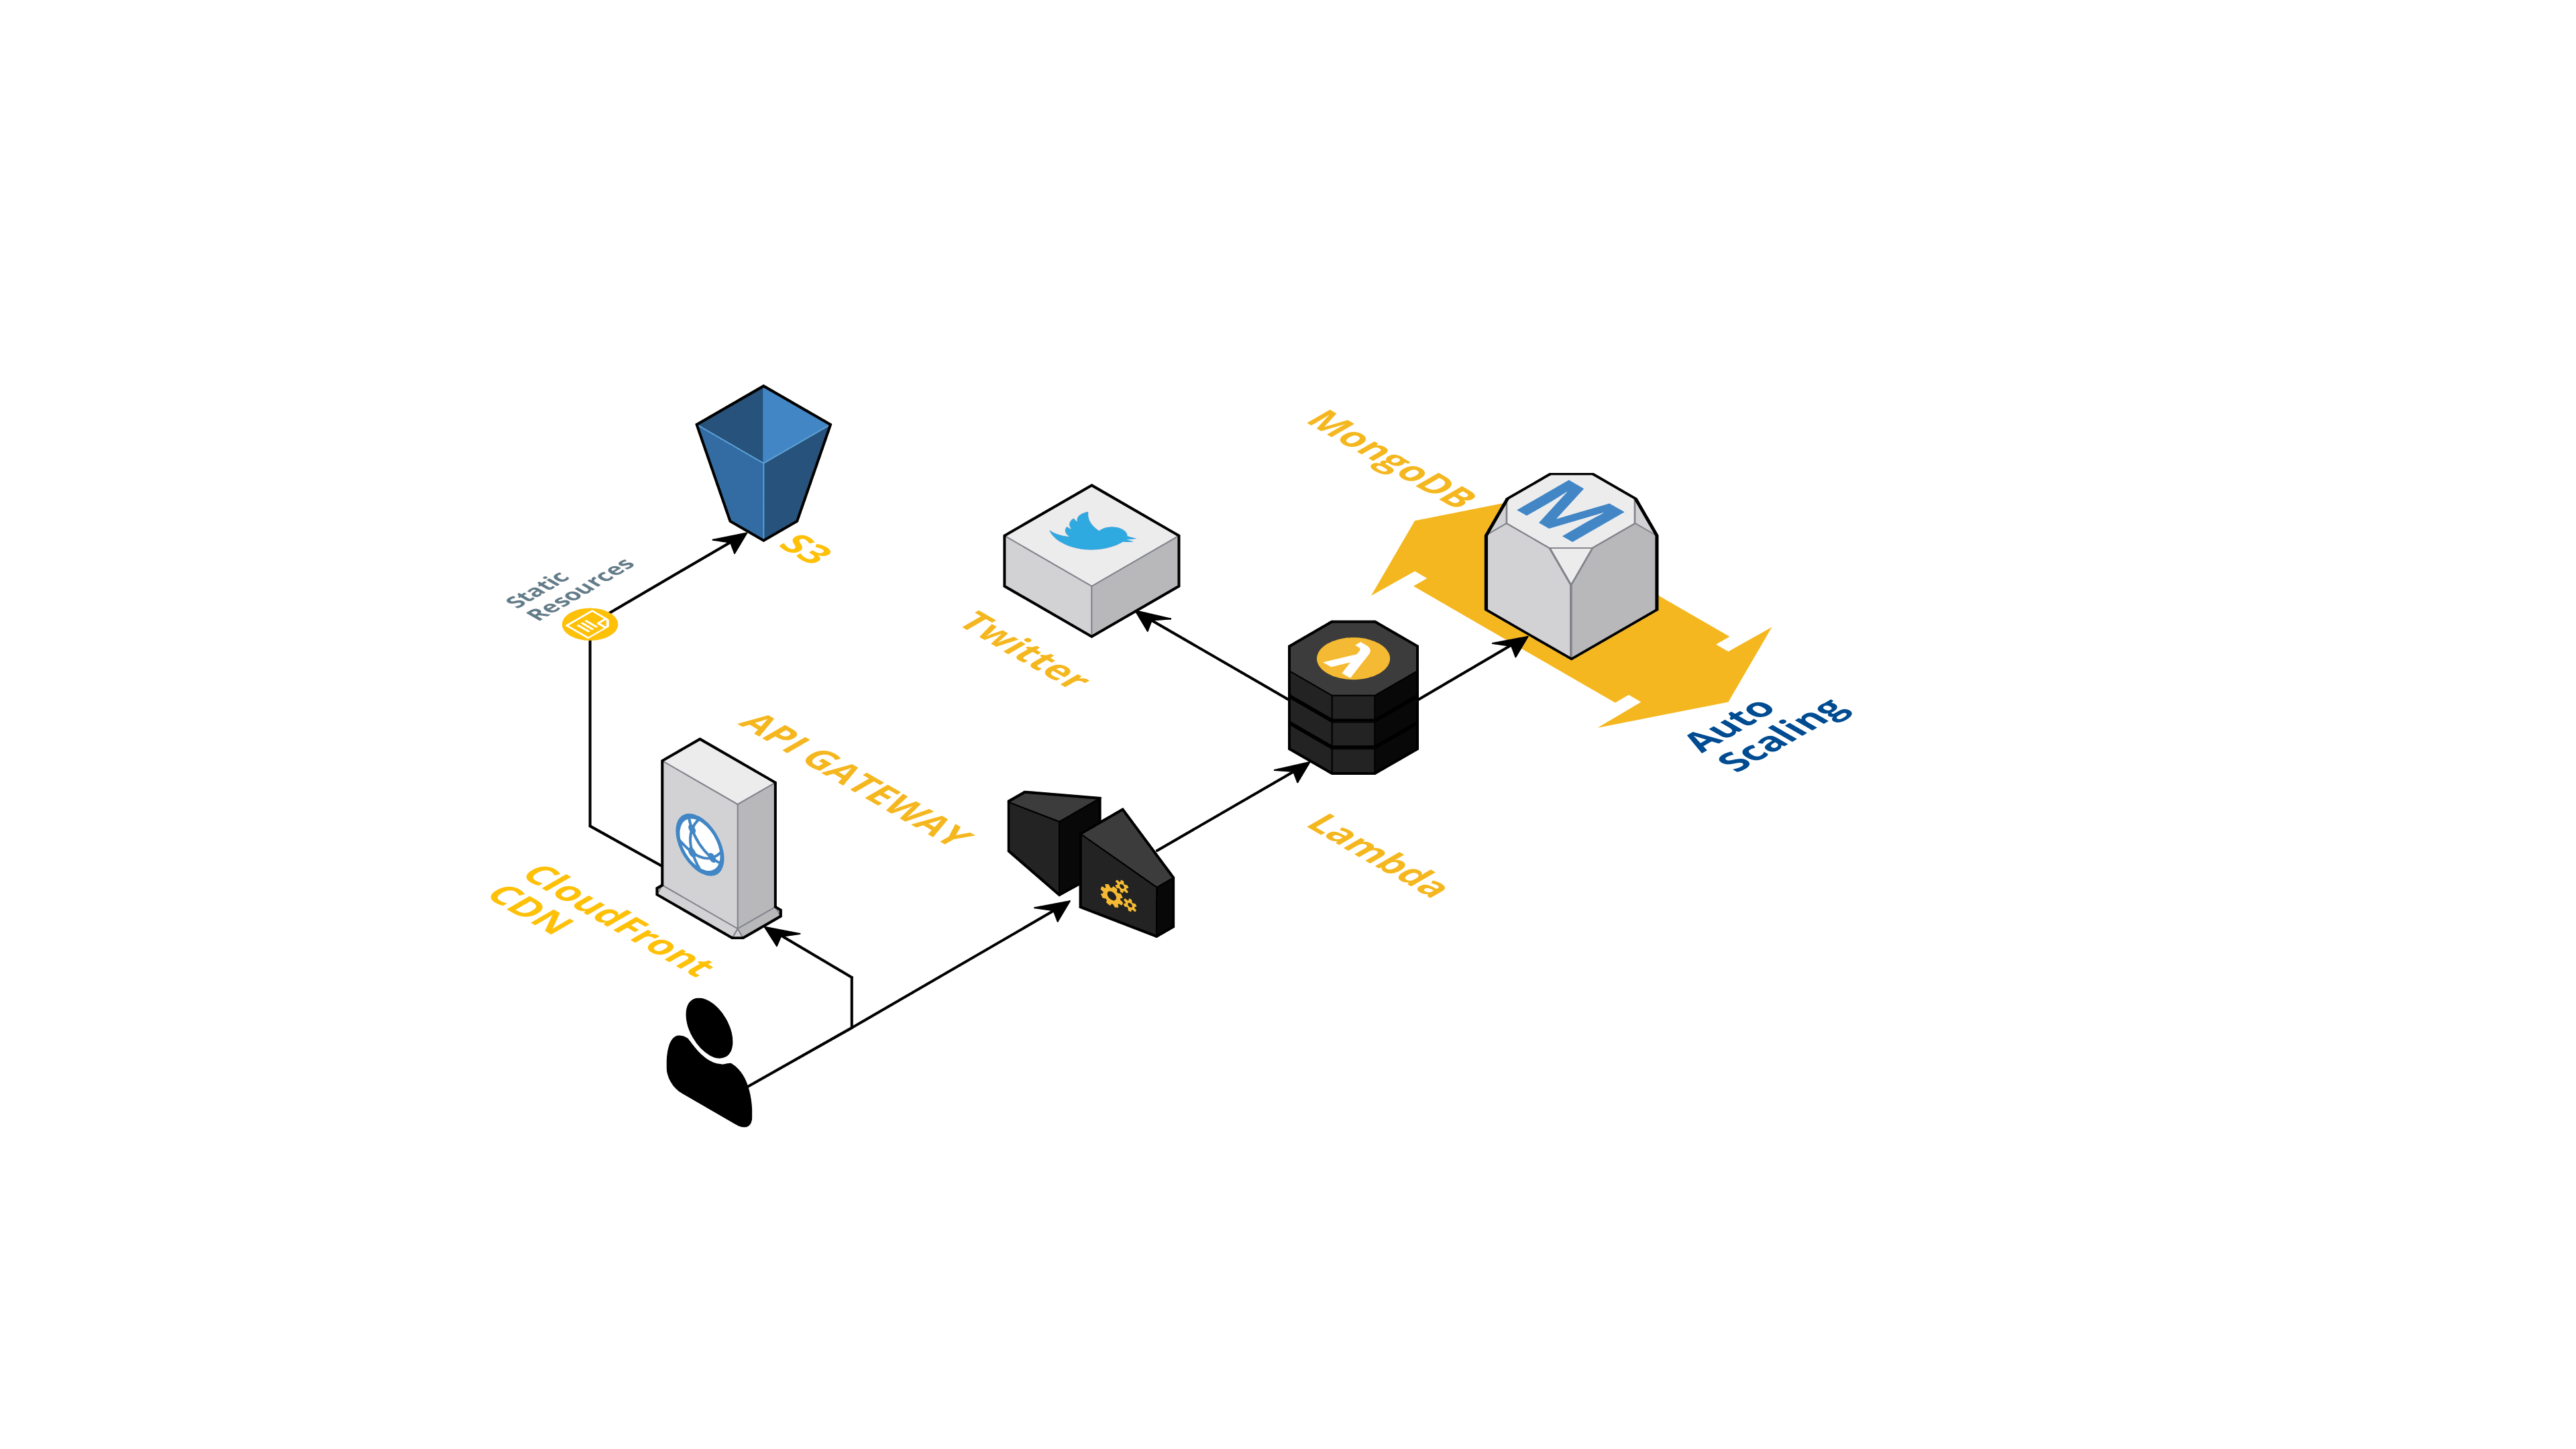 MongoDB
M
S3
Static
Resources
Twitter
λ
Auto
Scaling
API GATEWAY
Lambda
CloudFront
CDN